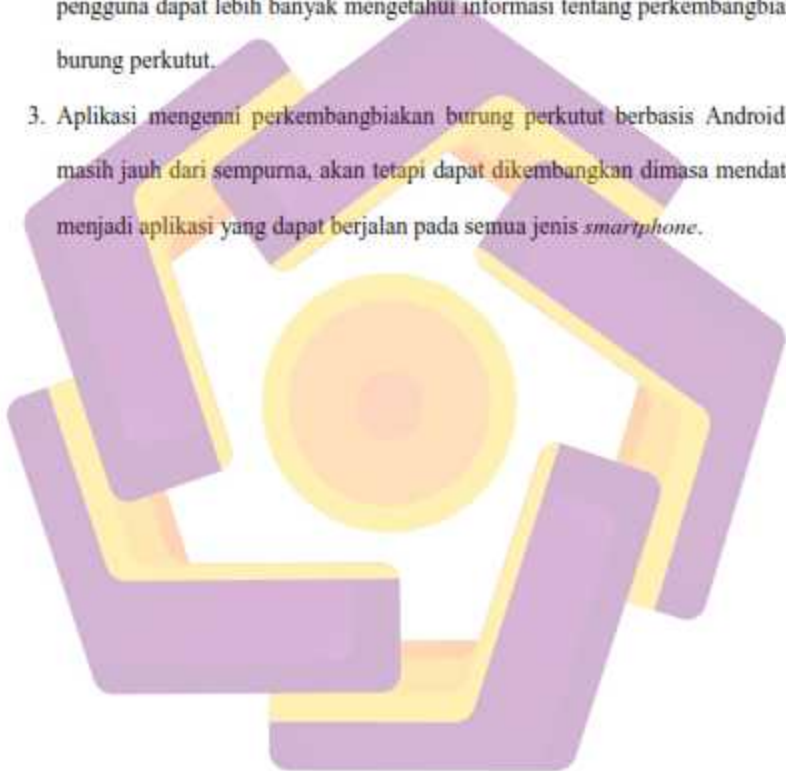 pengguna dapat lebih banyak mengetahui informasi tentang perkembangbia
burung perkutut.
3. Aplikasi mengenai perkembangbiakan burung perkutut berbasis Android
masih jauh dari sempurna, akan tetapi dapat dikembangkan dimasa mendat
menjadi aplikasi yang dapat berjalan pada semua jenis smartphone.